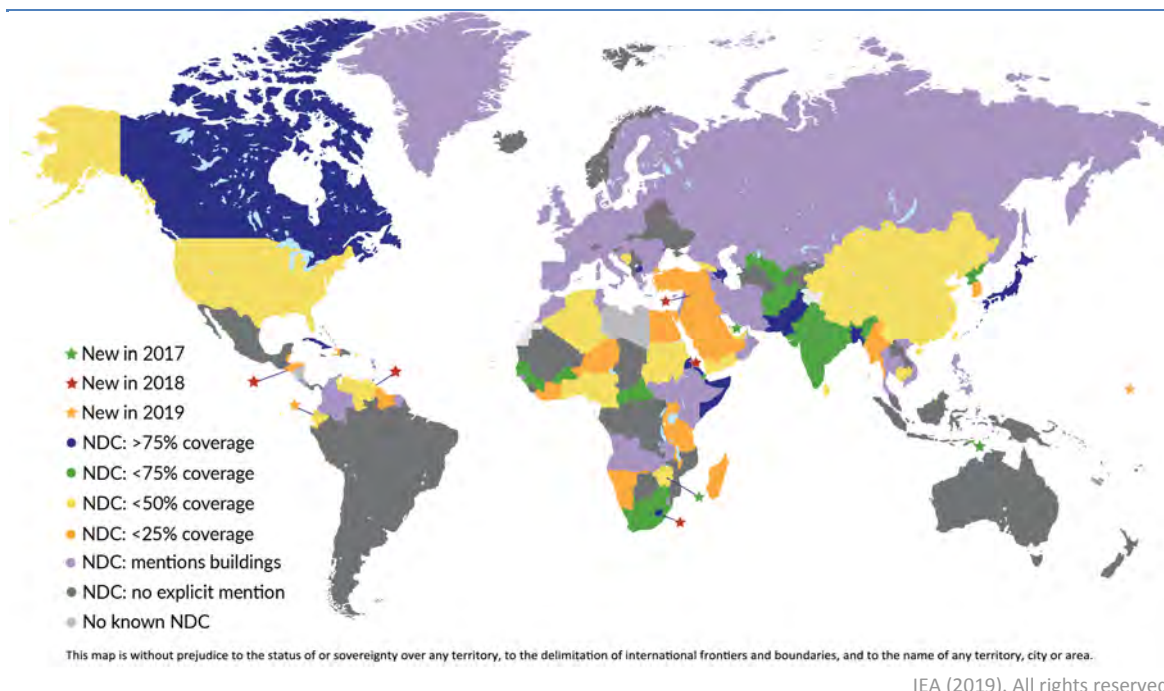 New in 2017
New in 2018
New in 2019
NDC: >75% coverage
NDC: <75% coverage
NDC: <50% coverage
NDC: <25% coverage
NDC: mentions buildings
NDC: no explicit mention
No known NDC
This map is without prejudice to the status of or sovereignty over any territory, to the delimitation of international frontiers and boundaries, and to the name of any territory, city or area.
IEA (2019). All rights reserved